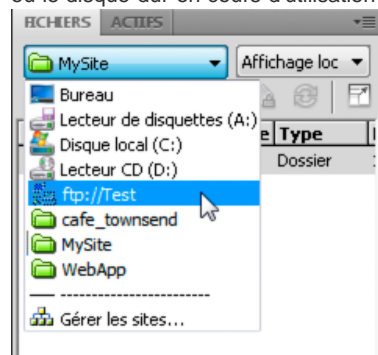 ou le disque dur en cours d'utilisation
FICHIERS ACTIFS
MySite Affichage loc
Bureau
Lecteur de disquettes (A:)
e Type
Disque local (C:)
Dossier
Lecteur CD (D:)
ftp://Test
cafe_townsend
MySite
WebApp
Gérer les sites...